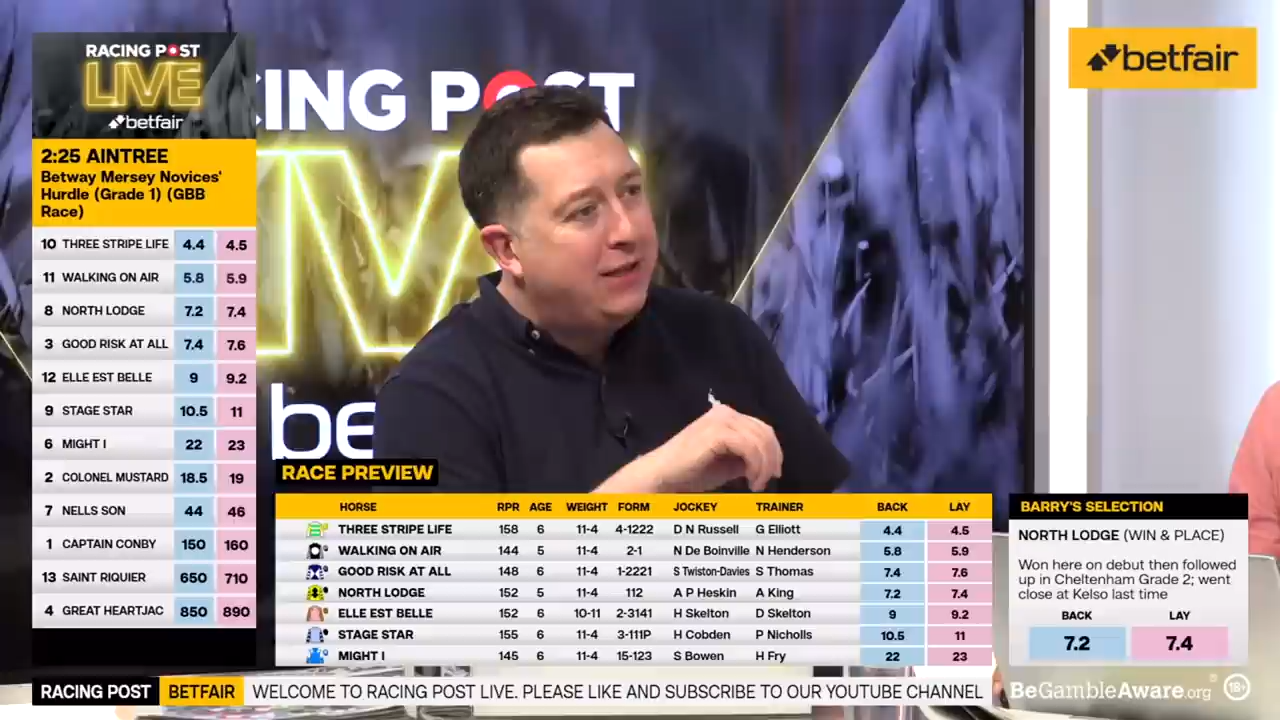 RACING POST
LIVE
betfair
2:25 AINTREE
Betway Mersey Novices'
Hurdle (Grade 1) (GBB
Race)
10 THREE STRIPE LIFE 4.4 4.5
11 WALKING ON AIR 5.8 5.9
8 NORTH LODGE 7.2 7.4
3 GOOD RISK AT ALL 7.4 7.6
12 ELLE EST BELLE 9 9.2
9 STAGE STAR 10.5 11
6 MIGHT I 22 23
2 COLONEL MUSTARD 18.5 19
7 NELLS SON 44 46
1 CAPTAIN CONBY 150 160
13 SAINT RIQUIER 650 710
4 GREAT HEARTJAC 850 890
CING POST
IV
be
betfair
RACE PREVIEW
HORSE RPR AGE WEIGHT FORM JOCKEY TRAINER BACK LAY
THREE STRIPE LIFE 158 6 11-4 4-1222 D N Russell G Elliott 4.4 4.5
WALKING ON AIR 144 5 11-4 2-1 N De Boinville N Henderson 5.8 5.9
GOOD RISK AT ALL 148 6 11-4 1-2221 S Twiston-Davies S Thomas 7.4 7.6
NORTH LODGE 152 5 11-4 112 A P Heskin A King 7.2 7.4
ELLE EST BELLE 152 6 10-11 2-3141 H Skelton D Skelton 9 9.2
STAGE STAR 155 6 11-4 3-111P H Cobden P Nicholls 10.5 11
MIGHT I 145 6 11-4 15-123 S Bowen H Fry 22 23
BARRY'S SELECTION
NORTH LODGE (WIN & PLACE)
Won here on debut then followed
up in Cheltenham Grade 2; went
close at Kelso last time
BACK LAY
7.2 7.4
RACING POST BETFAIR WELCOME TO RACING POST LIVE. PLEASE LIKE AND SUBSCRIBE TO OUR YOUTUBE CHANNEL
BeGambleAware.org® 18+